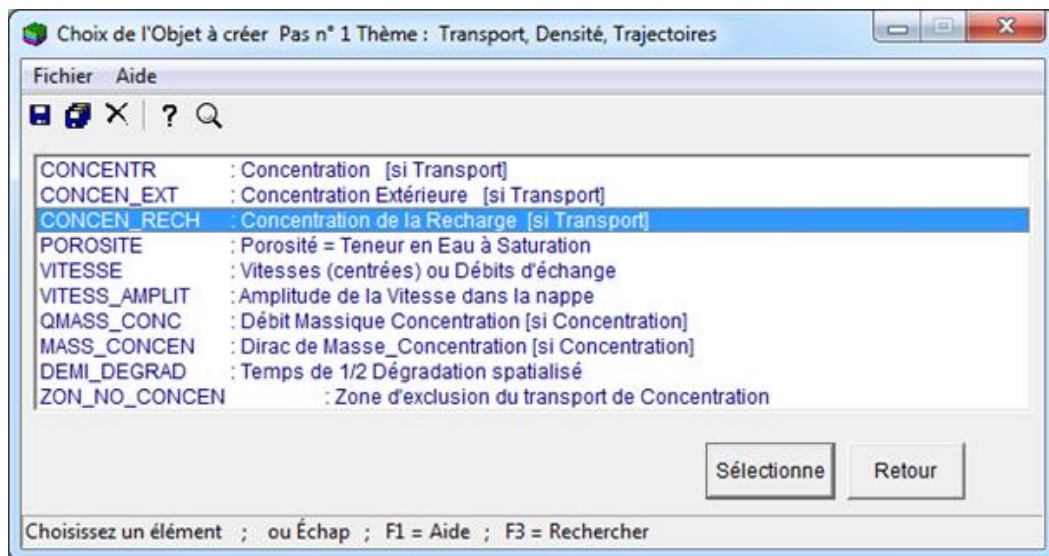 Choix de l'Objet à créer Pas n° 1 Thème : Transport, Densité, Trajectoires
Fichier Aide
CONCENTR : Concentration [si Transport]
CONCEN_EXT : Concentration Extérieure [si Transport]
CONCEN_RECH : Concentration de la Recharge [si Transport]
POROSITE : Porosité = Teneur en Eau à Saturation
VITESSE : Vitesses (centrées) ou Débits d'échange
VITESS_AMPLIT : Amplitude de la Vitesse dans la nappe
QMASS_CONC : Débit Massique Concentration [si Concentration]
MASS_CONCEN : Dirac de Masse_Concentration [si Concentration]
DEMI_DEGRAD : Temps de 1/2 Dégradation spatialisé
ZON_NO_CONCEN : Zone d'exclusion du transport de Concentration
Sélectionne Retour
Choisissez un élément ; ou Échap ; F1 = Aide ; F3 = Rechercher